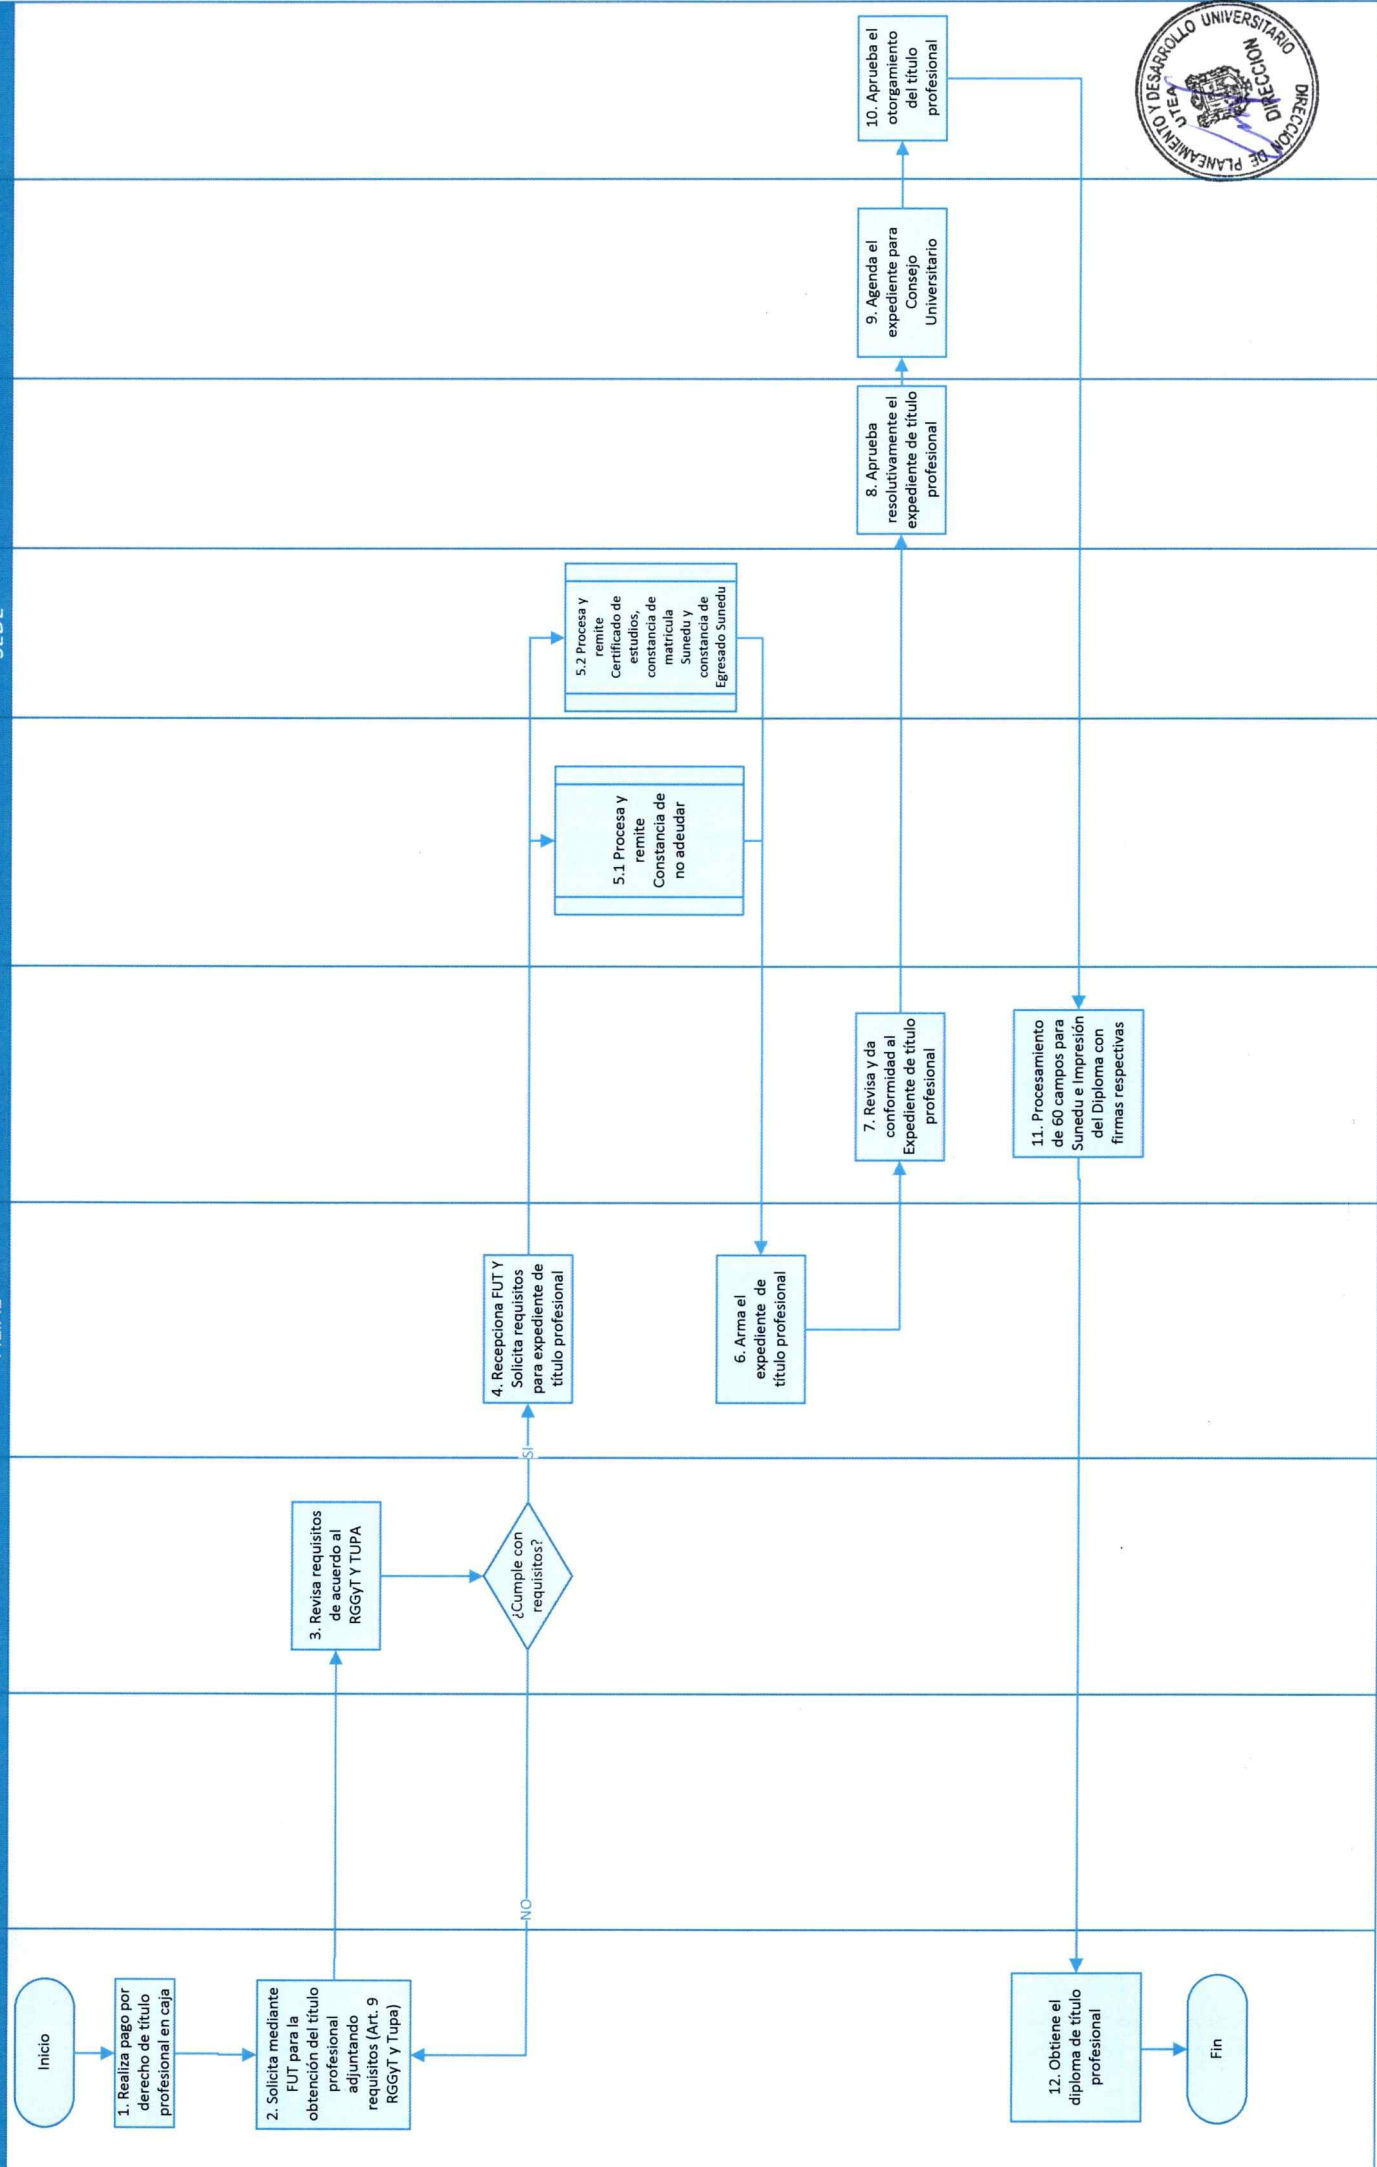 Inicio
1. Realiza pago por
derecho de título
profesional en caja
2. Solicita mediante
FUT para la
obtención del título
profesional
adjuntando
requisitos (Art. 9
RGGyT y Tupa)
3. Revisa requisitos
de acuerdo al
RGGyT Y TUPA
¿Cumple con
requisitos?
NO
SI
4. Recepciona FUT Y
Solicita requisitos
para expediente de
título profesional
5.1 Procesa y
remite
Constancia de
no adeudar
5.2 Procesa y
remite
Certificado de
estudios,
constancia de
matricula
Sunedu y
constancia de
Egresado Sunedu
6. Arma el
expediente de
título profesional
7. Revisa y da
conformidad al
Expediente de título
profesional
8. Aprueba
resolutivamente el
expediente de título
profesional
9. Agenda el
expediente para
Consejo
Universitario
10. Aprueba el
otorgamiento
del título
profesional
11. Procesamiento
de 60 campos para
Sunedu e Impresión
del Diploma con
firmas respectivas
12. Obtiene el
diploma de título
profesional
Fin
DIRECCION DE PLANEAMIENTO Y DESARROLLO UNIVERSITARIO
UTEA
DIRECCION